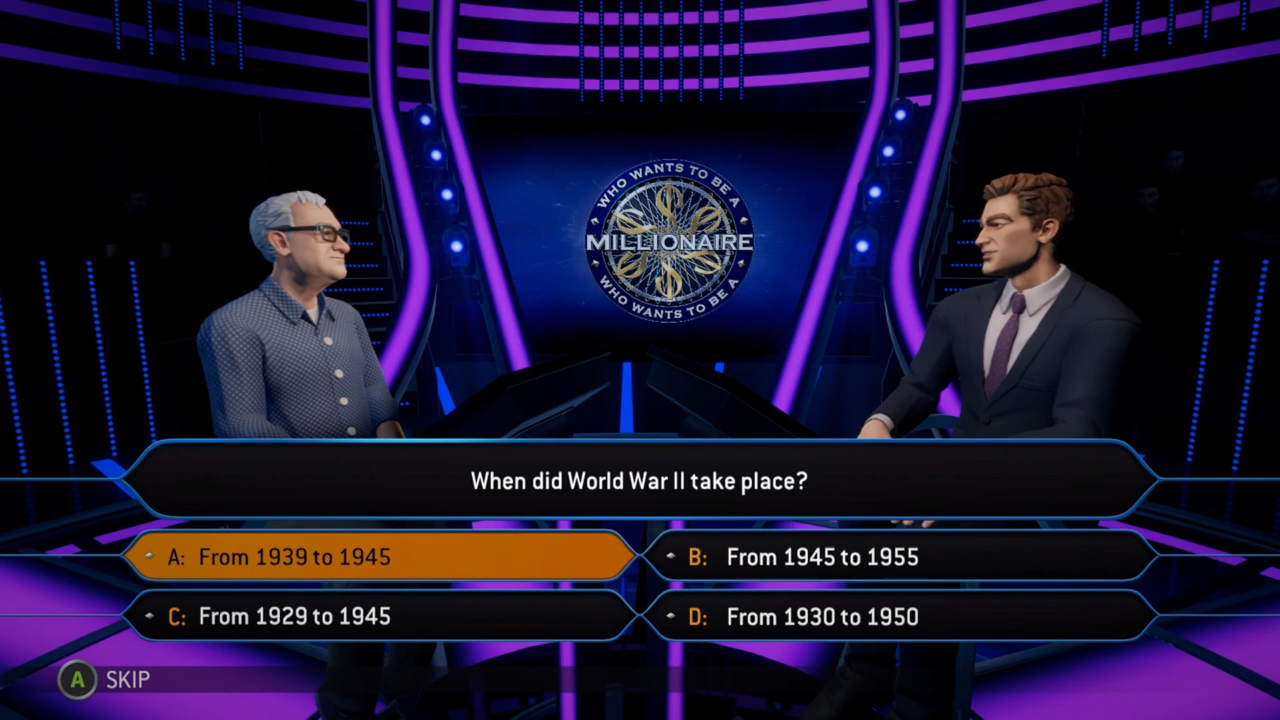 WHO WANTS TO BE A
MILLIONAIRE
WHO WANTS TO BE A
When did World War II take place?
A: From 1939 to 1945
B: From 1945 to 1955
C: From 1929 to 1945
D: From 1930 to 1950
A SKIP